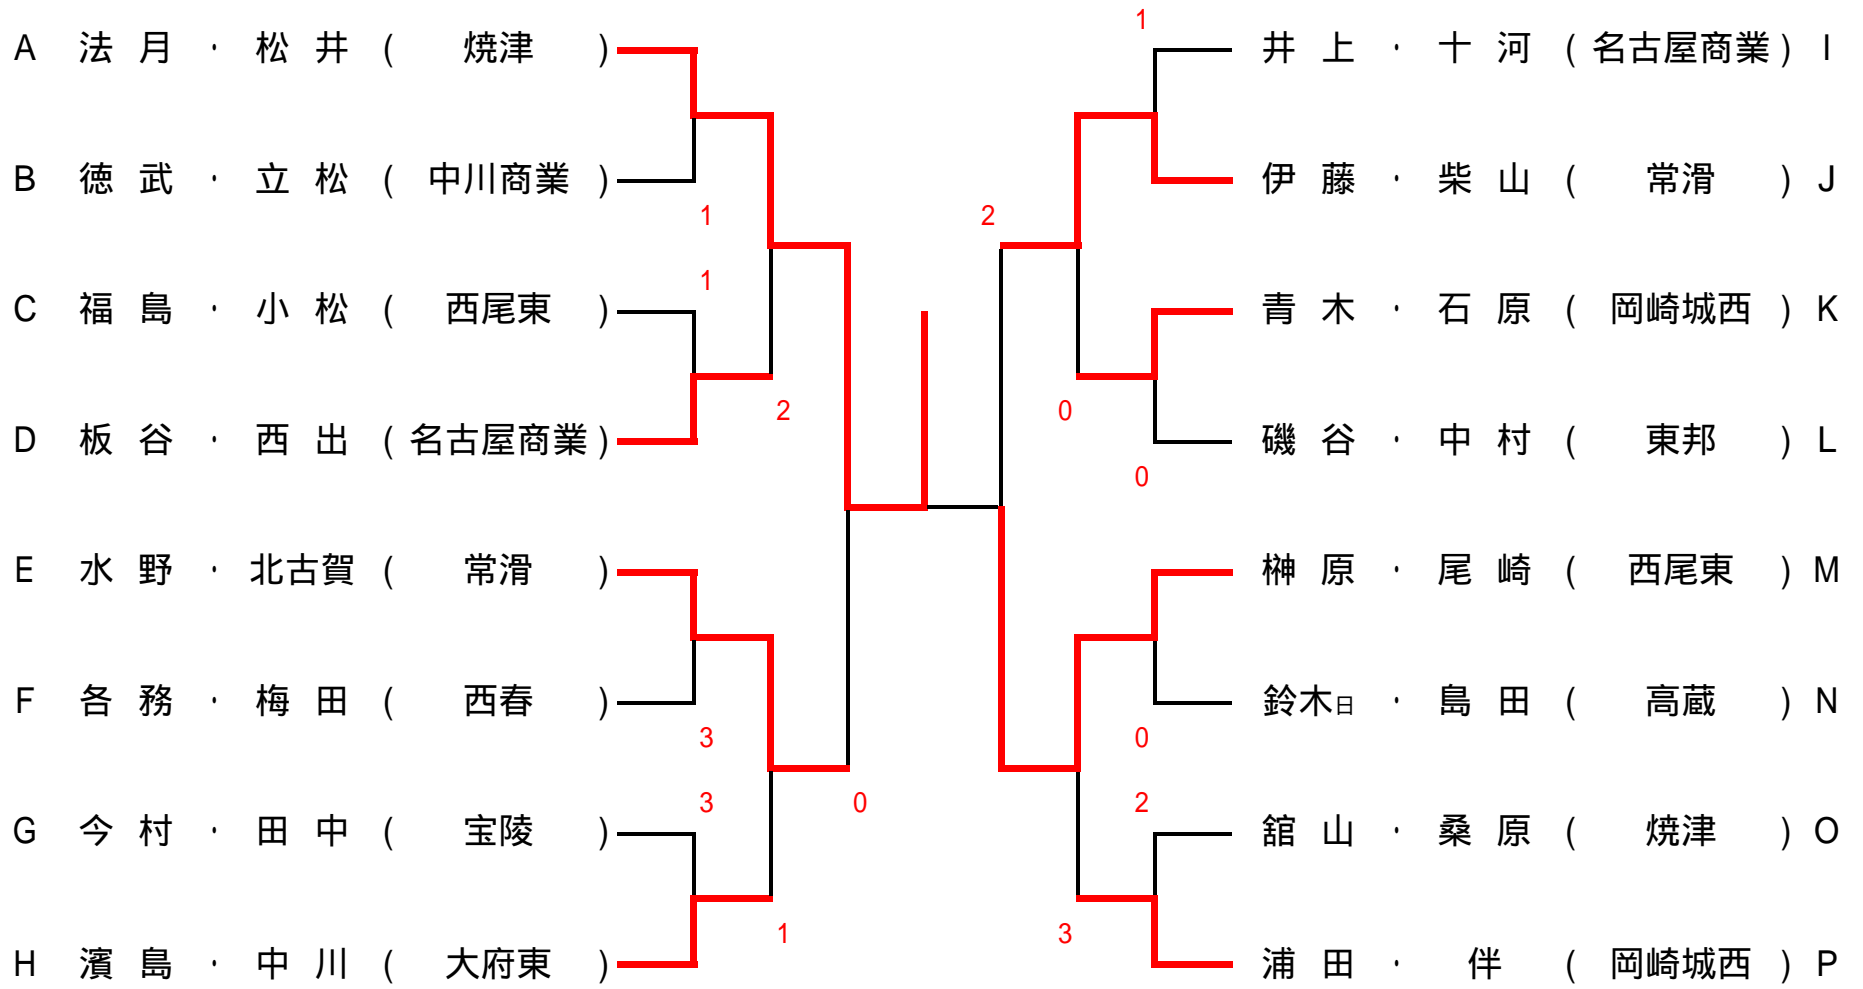 A 法月・松井(焼津)
B 徳武・立松(中川商業)
1
1
C 福島・小松(西尾東)
2
D 板谷・西出(名古屋商業)
E 水野・北古賀(常滑)
F 各務・梅田(西春)
3
3
0
G 今村・田中(宝陵)
1
H 濱島・中川(大府東)
1
井上・十河(名古屋商業)I
伊藤・柴山(常滑)J
2
青木・石原(岡崎城西)K
0
磯谷・中村(東邦)L
0
榊原・尾崎(西尾東)M
鈴木日・島田(高蔵)N
0
2
舘山・桑原(焼津)O
3
浦田・伴(岡崎城西)P